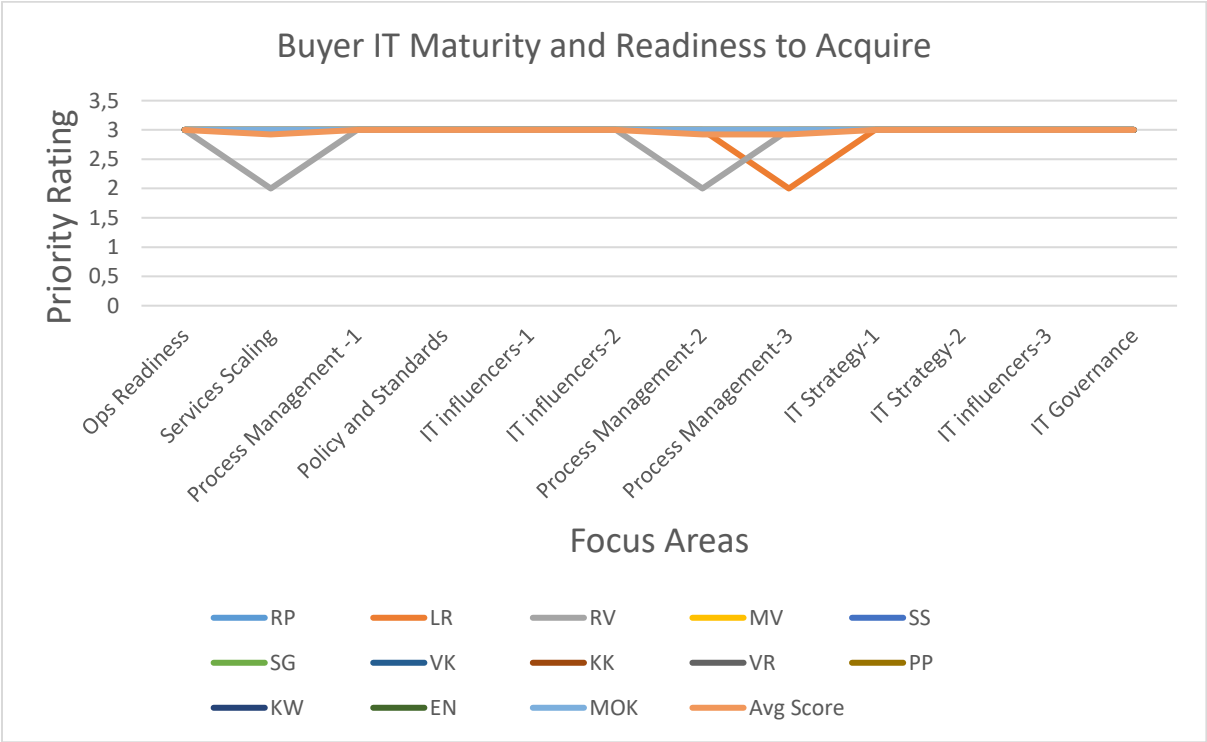 Buyer IT Maturity and Readiness to Acquire
Priority Rating
3,5
3
2,5
2
1,5
1
0,5
0
Ops Readiness
Services Scaling
Process Management -1
Policy and Standards
IT influencers-1
IT influencers-2
Process Management-2
Process Management-3
IT Strategy-1
IT Strategy-2
IT influencers-3
IT Governance
Focus Areas
RP LR RV MV SS
SG VK KK VR PP
KW EN MOK Avg Score